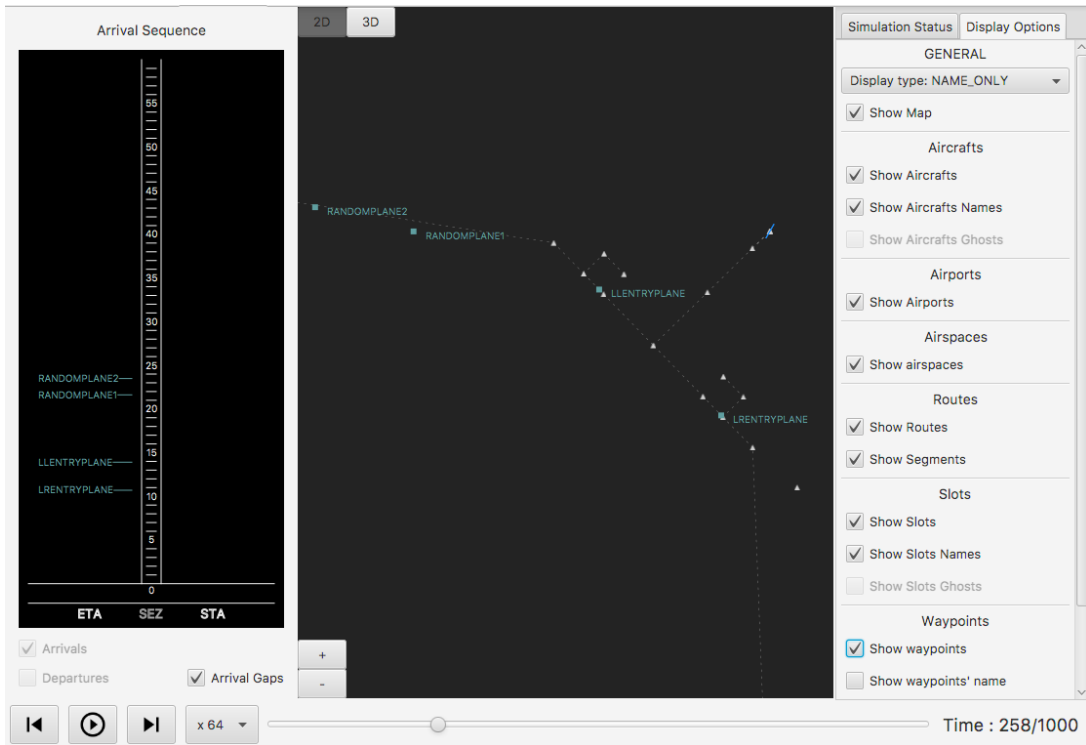 Arrival Sequence
55
50
45
40
35
30
25
RANDOMPLANE2
RANDOMPLANE1
20
15
LLENTRYPLANE
LRENTRYPLANE
10
5
0
ETA SEZ STA
Arrivals
Departures
Arrival Gaps
2D 3D
RANDOMPLANE2
RANDOMPLANE1
LLENTRYPLANE
LRENTRYPLANE
+
-
Simulation Status Display Options
GENERAL
Display type: NAME_ONLY
Show Map
Aircrafts
Show Aircrafts
Show Aircrafts Names
Show Aircrafts Ghosts
Airports
Show Airports
Airspaces
Show airspaces
Routes
Show Routes
Show Segments
Slots
Show Slots
Show Slots Names
Show Slots Ghosts
Waypoints
Show waypoints
Show waypoints' name
x 64
Time : 258/1000